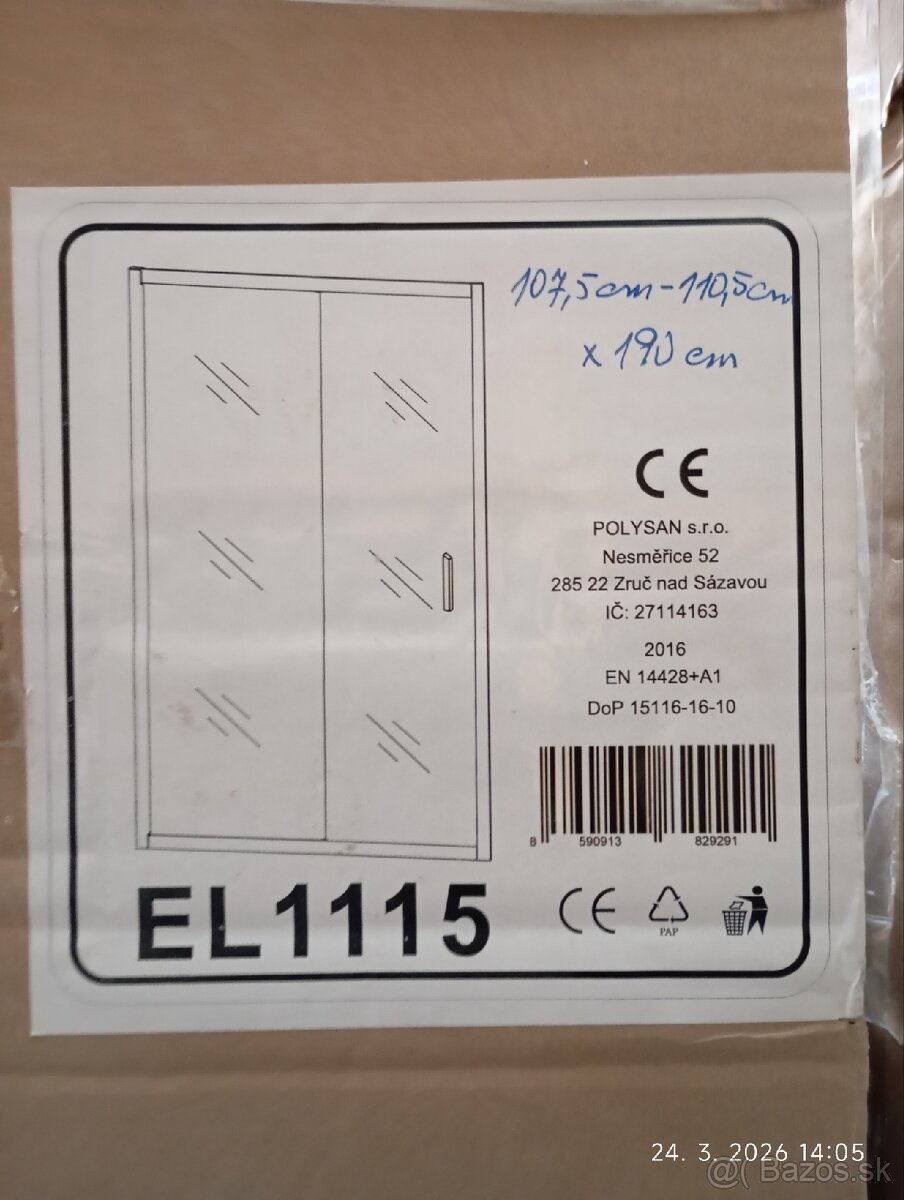 107,5cm-110,5cm
x 190 cm
CE
POLYSAN s.r.o.
Nesměřice 52
285 22 Zruč nad Sázavou
IČ: 27114163
2016
EN 14428+A1
DoP 15116-16-10
8 590913 829291
EL1115
CE
PAP
24. 3. 2026 14:05
@( Bazos.sk